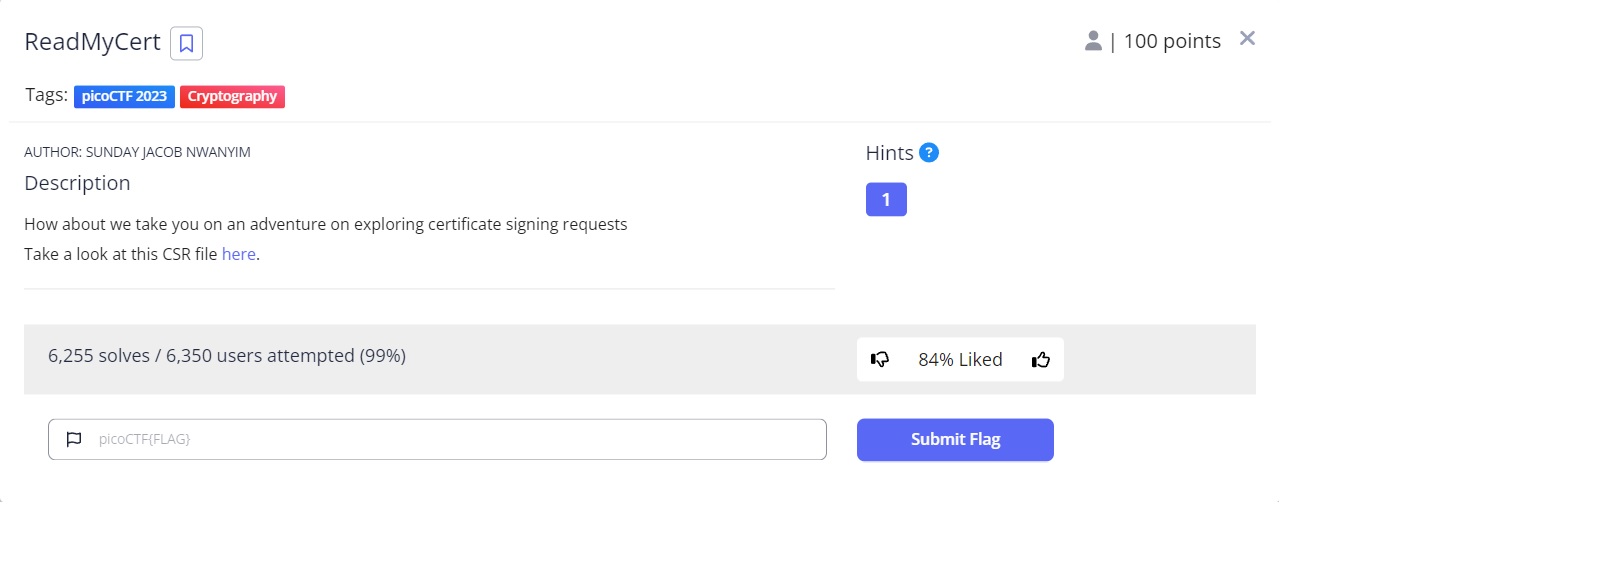 ReadMyCert
| 100 points
Tags: picoCTF 2023 Cryptography
AUTHOR: SUNDAY JACOB NWANYIM
Description
How about we take you on an adventure on exploring certificate signing requests
Take a look at this CSR file here.
Hints ?
1
6,255 solves / 6,350 users attempted (99%)
84% Liked
picoCTF{FLAG}
Submit Flag